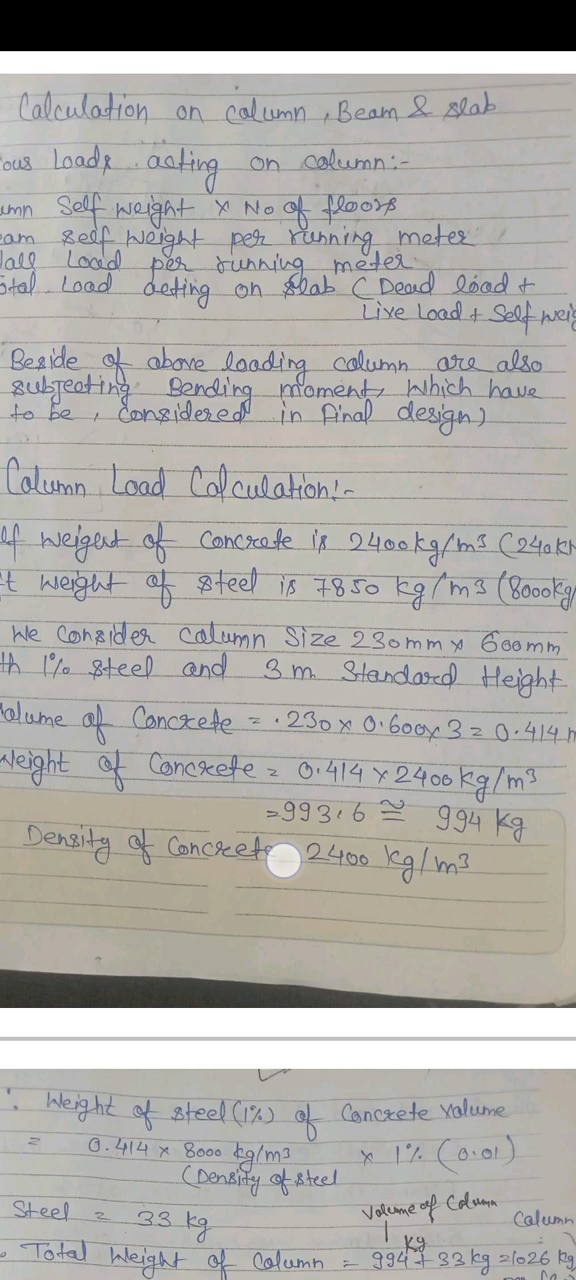 Calculation on column, Beam & slab
ous Loads acting on column:-
umn Self weight x No of floors
eam self weight per running meter
all Load per running meter
otal Load acting on slab (Dead load +
Live Load + Self weig
Beside of above loading column are also
subjecting Bending moment, which have
to be, considered in final design)
Column Load Calculation:-
lf weight of Concrete is 2400kg/m³ (240kN
t weight of steel is 7850 kg/m³ (8000kg/
We Consider Column Size 230mm x 600mm
th 1% steel and 3m Standard Height
olume of Concrete = .230 x 0.600 x 3 = 0.414 m
Weight of Concrete = 0.414 x 2400 kg/m³
=993.6 ≅ 994 kg
Density of Concrete 2400 kg/m³
Weight of steel (1%) of Concrete volume
= 0.414 x 8000 kg/m³ x 1% (0.01)
(Density of steel
Steel = 33 kg
volume of Column
Column
kg
Total Weight of Column = 994 + 33 kg = 1026 kg